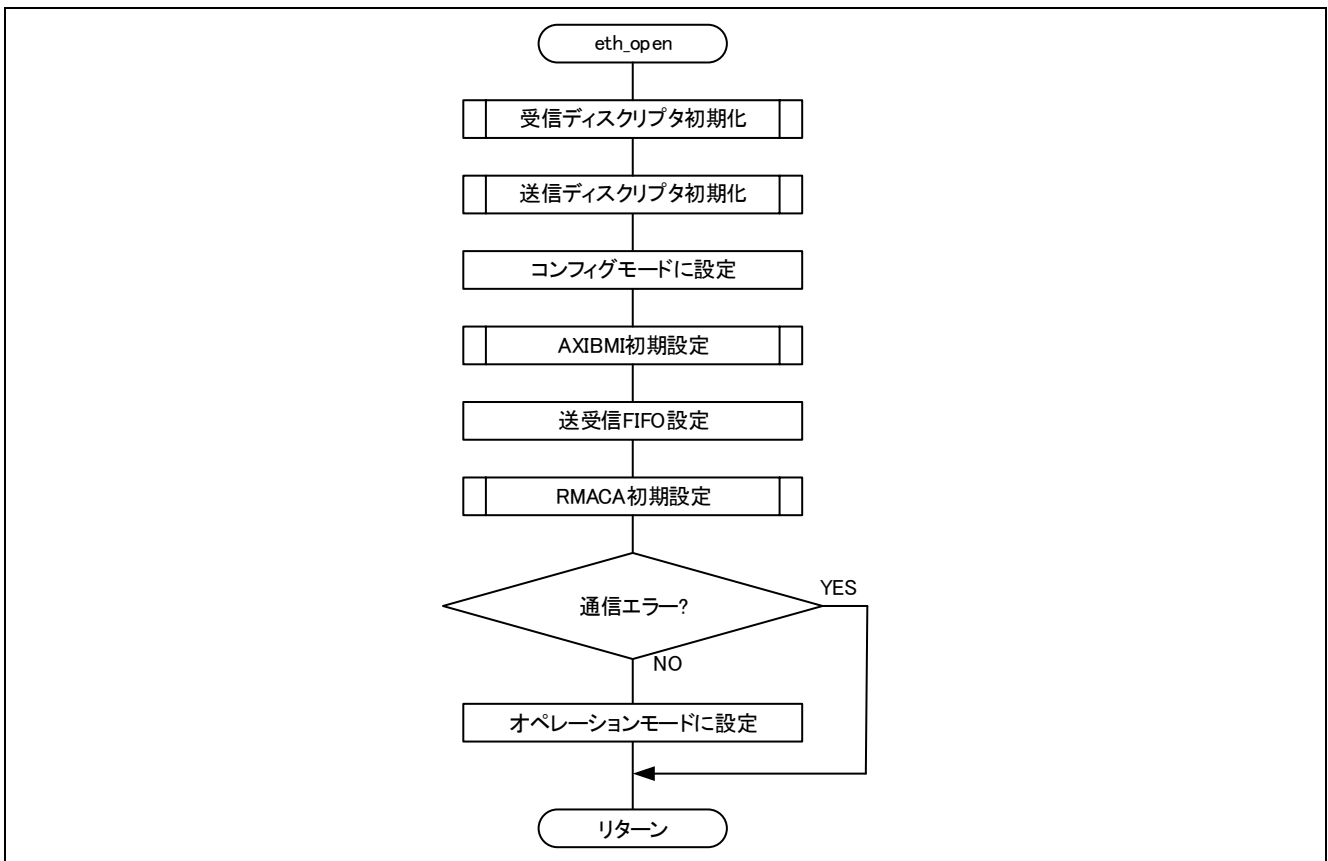 eth_open
受信ディスクリプタ初期化
送信ディスクリプタ初期化
コンフィグモードに設定
AXIBMI初期設定
送受信FIFO設定
RMACA初期設定
通信エラー?
YES
NO
オペレーションモードに設定
リターン